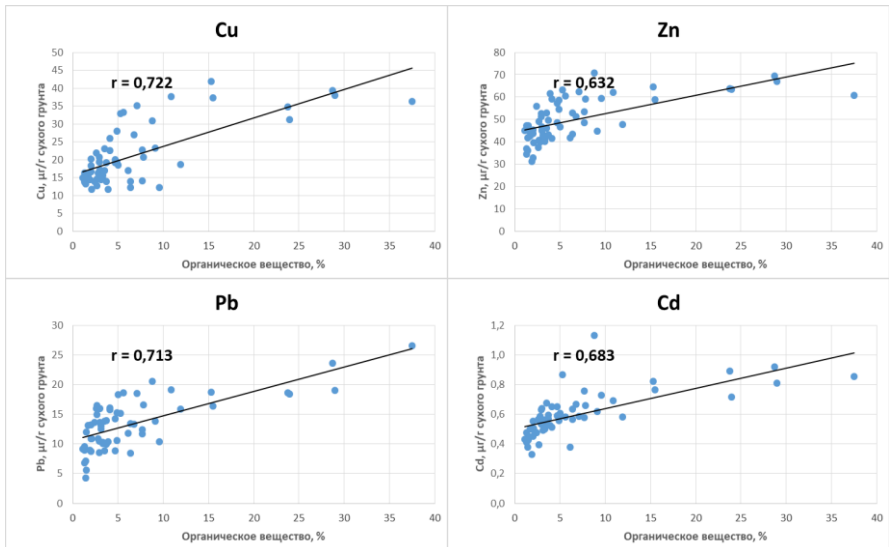 Cu
r = 0,722
Cu, µг/г сухого грунта
50
45
40
35
30
25
20
15
10
5
0
0 5 10 15 20 25 30 35 40
Органическое вещество, %
Zn
r = 0,632
Zn, µг/г сухого грунта
80
70
60
50
40
30
20
10
0
0 5 10 15 20 25 30 35 40
Органическое вещество, %
Pb
r = 0,713
Pb, µг/г сухого грунта
30
25
20
15
10
5
0
0 5 10 15 20 25 30 35 40
Органическое вещество, %
Cd
r = 0,683
Cd, µг/г сухого грунта
1,2
1,0
0,8
0,6
0,4
0,2
0,0
0 5 10 15 20 25 30 35 40
Органическое вещество, %